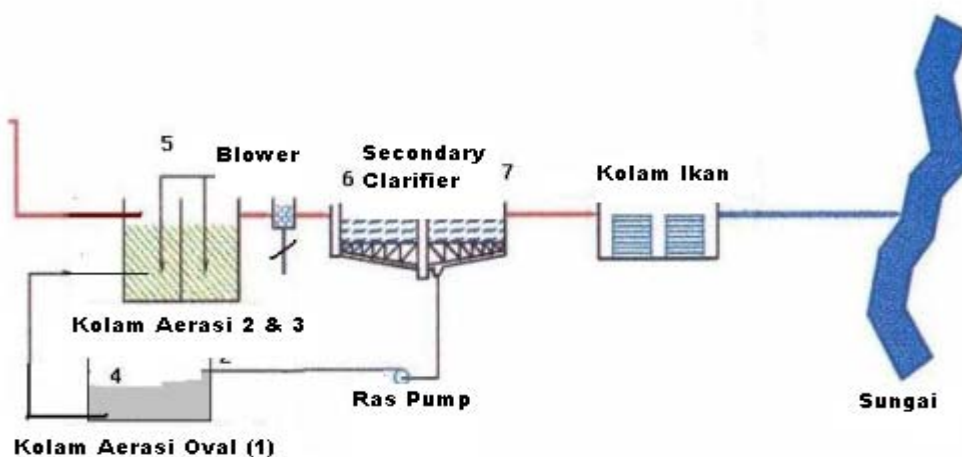 5
Blower
Secondary
Clarifier
6
7
Kolam Ikan
Kolam Aerasi 2 & 3
4
Ras Pump
Sungai
Kolam Aerasi Oval (1)